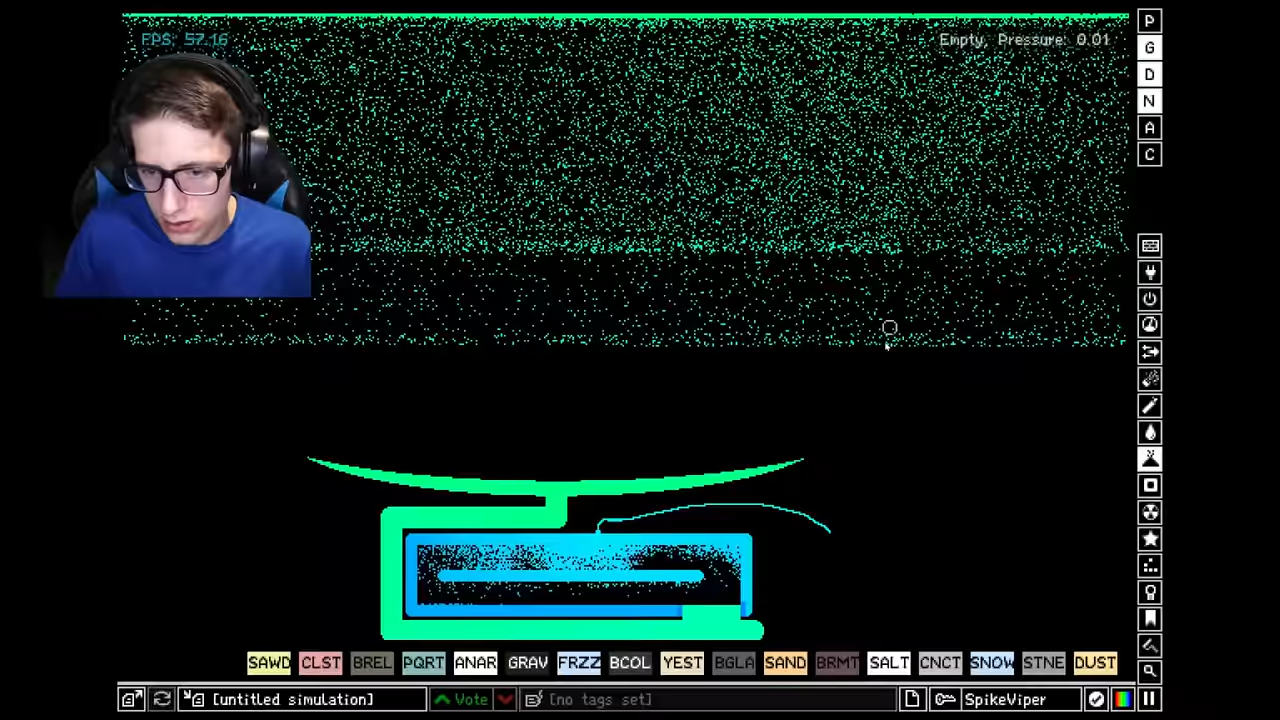 FPS: 57.16
Empty, Pressure: 0.01
P
G
D
N
A
C
SAWD CLST BREL PQRT ANAR GRAV FRZZ BCOL YEST BGLA SAND BRMT SALT CNCT SNOW STNE DUST
[untitled simulation] Vote [no tags set] SpikeViper